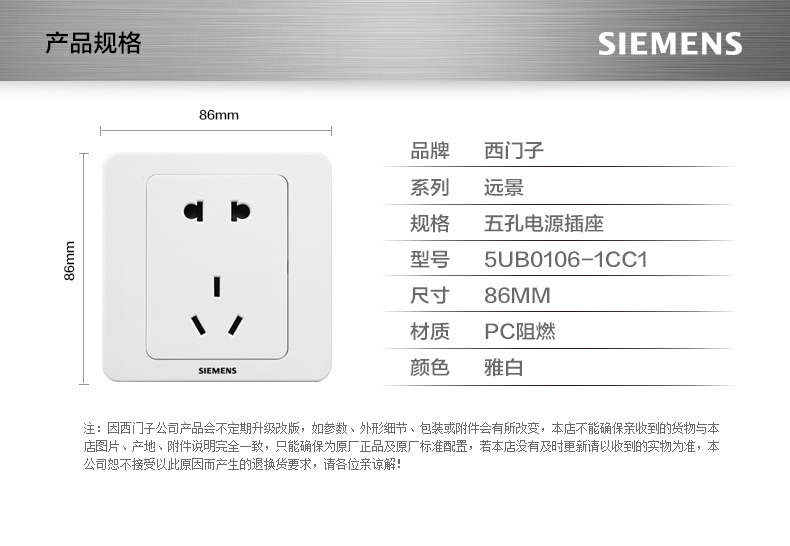 产品规格
SIEMENS
86mm
86mm
SIEMENS
品牌 西门子
系列 远景
规格 五孔电源插座
型号 5UB0106-1CC1
尺寸 86MM
材质 PC阻燃
颜色 雅白
注：因西门子公司产品会不定期升级改版，如参数、外形细节、包装或附件会有所改变，本店不能确保亲收到的货物与本
店图片、产地、附件说明完全一致，只能确保为原厂正品及原厂标准配置，若本店没有及时更新请以收到的实物为准，本
公司恕不接受以此原因而产生的退换货要求，请各位亲谅解！